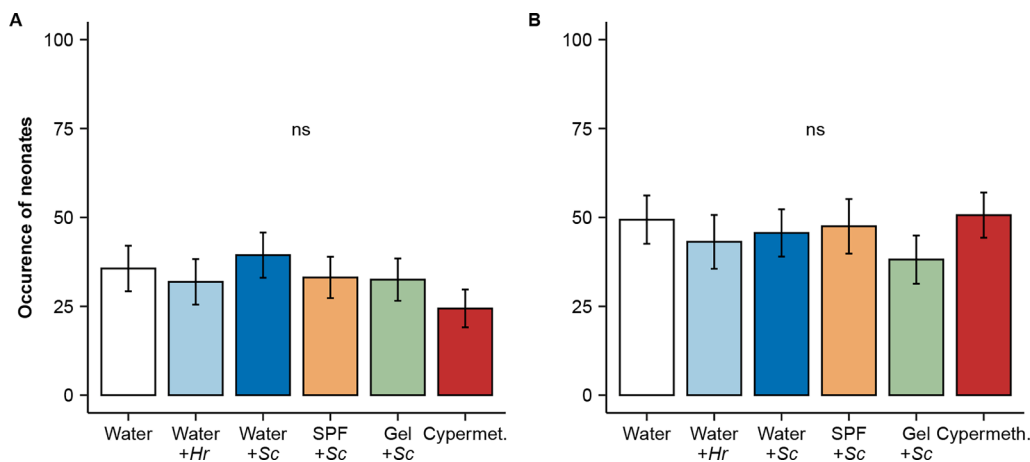 A
B
Occurence of neonates
100
75
50
25
0
ns
Water
Water
+Hr
Water
+Sc
SPF
+Sc
Gel
+Sc
Cypermet.
100
75
50
25
0
ns
Water
Water
+Hr
Water
+Sc
SPF
+Sc
Gel
+Sc
Cypermeth.